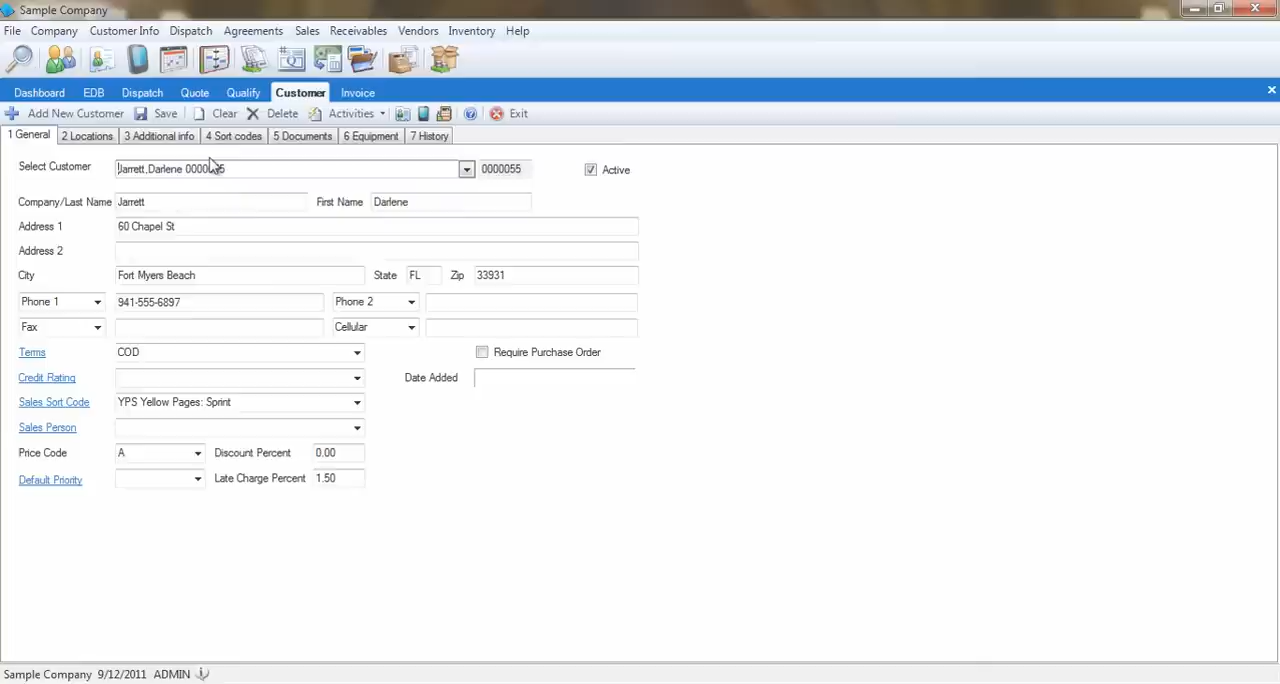 Sample Company
File Company Customer Info Dispatch Agreements Sales Receivables Vendors Inventory Help
Dashboard EDB Dispatch Quote Qualify Customer Invoice
Add New Customer Save Clear Delete Activities Exit
1 General 2 Locations 3 Additional info 4 Sort codes 5 Documents 6 Equipment 7 History
Select Customer Jarrett,Darlene 0000055 0000055 Active
Company/Last Name Jarrett First Name Darlene
Address 1 60 Chapel St
Address 2
City Fort Myers Beach State FL Zip 33931
Phone 1 941-555-6897 Phone 2
Fax Cellular
Terms COD Require Purchase Order
Credit Rating Date Added
Sales Sort Code YPS Yellow Pages: Sprint
Sales Person
Price Code A Discount Percent 0.00
Default Priority Late Charge Percent 1.50
Sample Company 9/12/2011 ADMIN